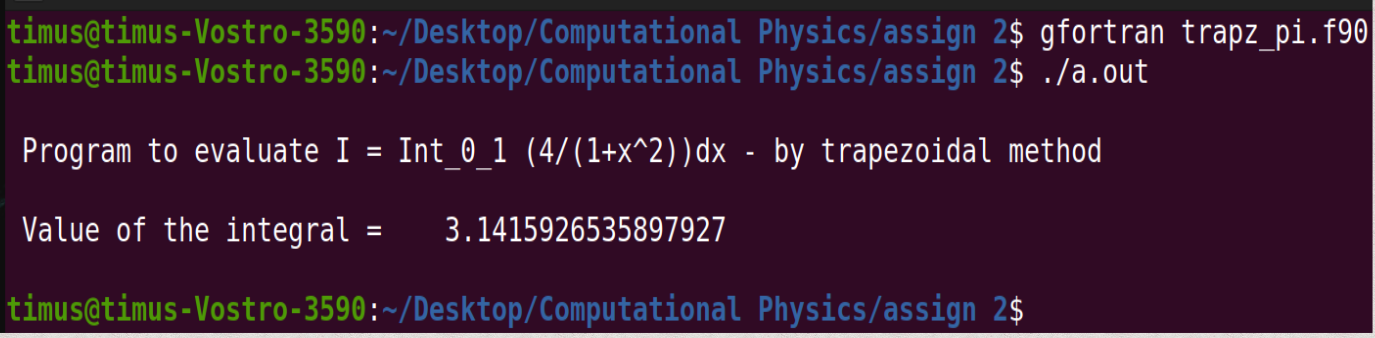 timus@timus-Vostro-3590:~/Desktop/Computational Physics/assign 2$ gfortran trapz_pi.f90
timus@timus-Vostro-3590:~/Desktop/Computational Physics/assign 2$ ./a.out
Program to evaluate I = Int_0_1 (4/(1+x^2))dx - by trapezoidal method
Value of the integral =    3.1415926535897927
timus@timus-Vostro-3590:~/Desktop/Computational Physics/assign 2$